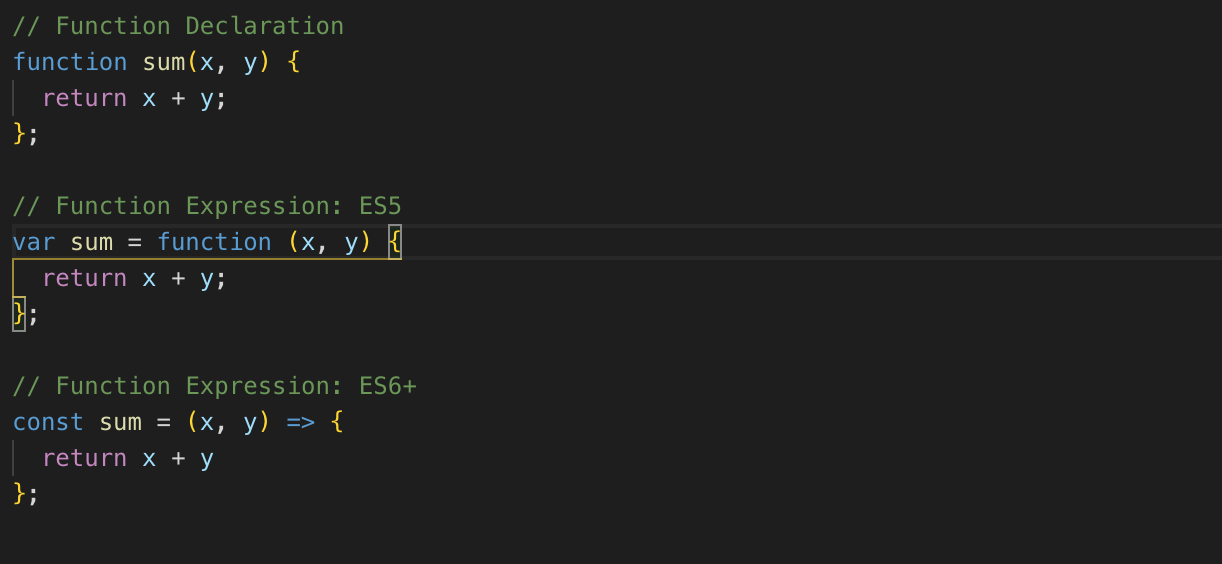 // Function Declaration
function sum(x, y) {
  return x + y;
};

// Function Expression: ES5
var sum = function (x, y) {
  return x + y;
};

// Function Expression: ES6+
const sum = (x, y) => {
  return x + y
};